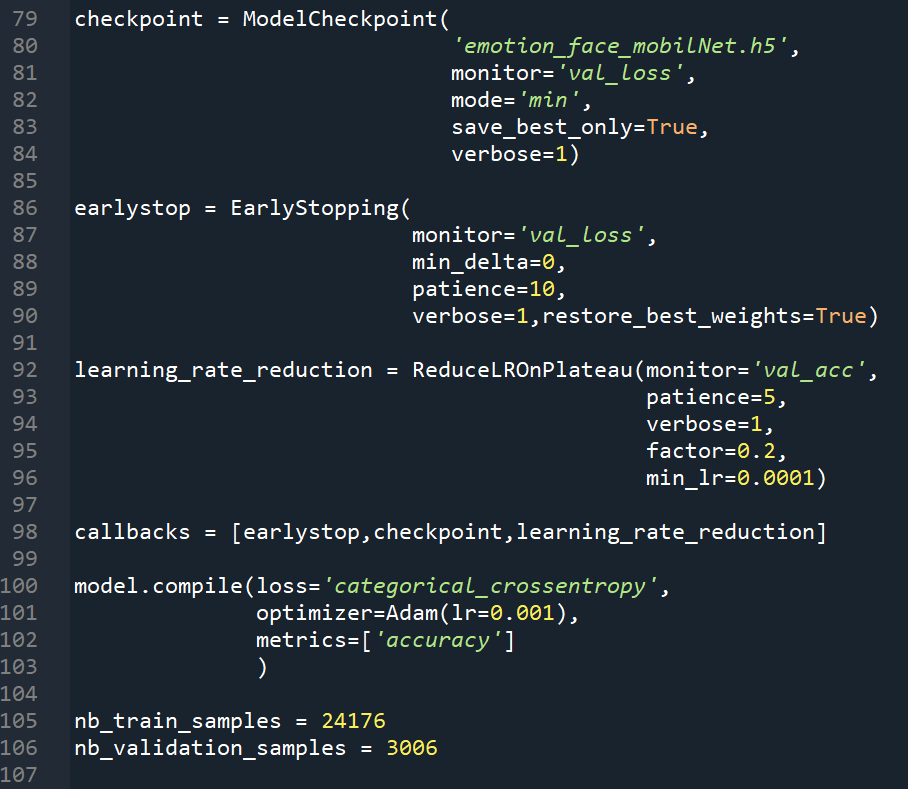 79 checkpoint = ModelCheckpoint(
80 'emotion_face_mobilNet.h5',
81 monitor='val_loss',
82 mode='min',
83 save_best_only=True,
84 verbose=1)
85
86 earlystop = EarlyStopping(
87 monitor='val_loss',
88 min_delta=0,
89 patience=10,
90 verbose=1,restore_best_weights=True)
91
92 learning_rate_reduction = ReduceLROnPlateau(monitor='val_acc',
93 patience=5,
94 verbose=1,
95 factor=0.2,
96 min_lr=0.0001)
97
98 callbacks = [earlystop,checkpoint,learning_rate_reduction]
99
100 model.compile(loss='categorical_crossentropy',
101 optimizer=Adam(lr=0.001),
102 metrics=['accuracy']
103 )
104
105 nb_train_samples = 24176
106 nb_validation_samples = 3006
107